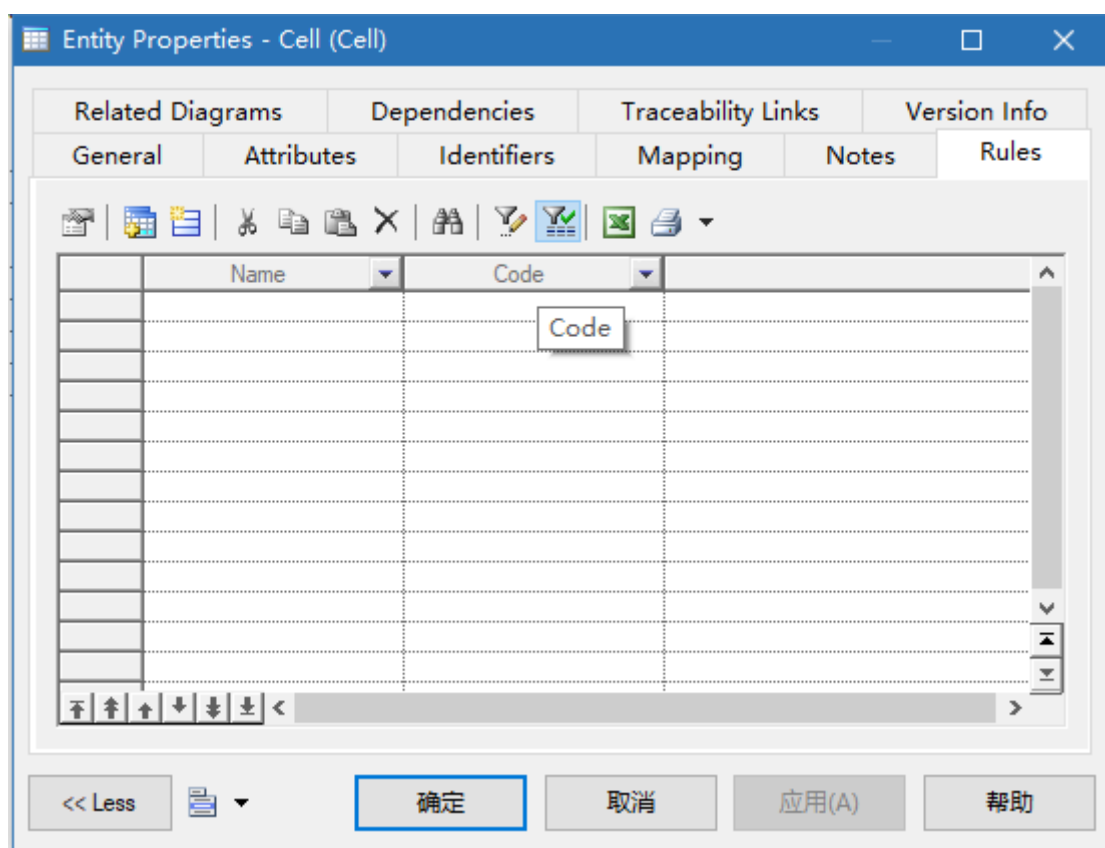 Entity Properties - Cell (Cell)
Related Diagrams Dependencies Traceability Links Version Info
General Attributes Identifiers Mapping Notes Rules
Name Code
Code
<< Less 确定 取消 应用(A) 帮助